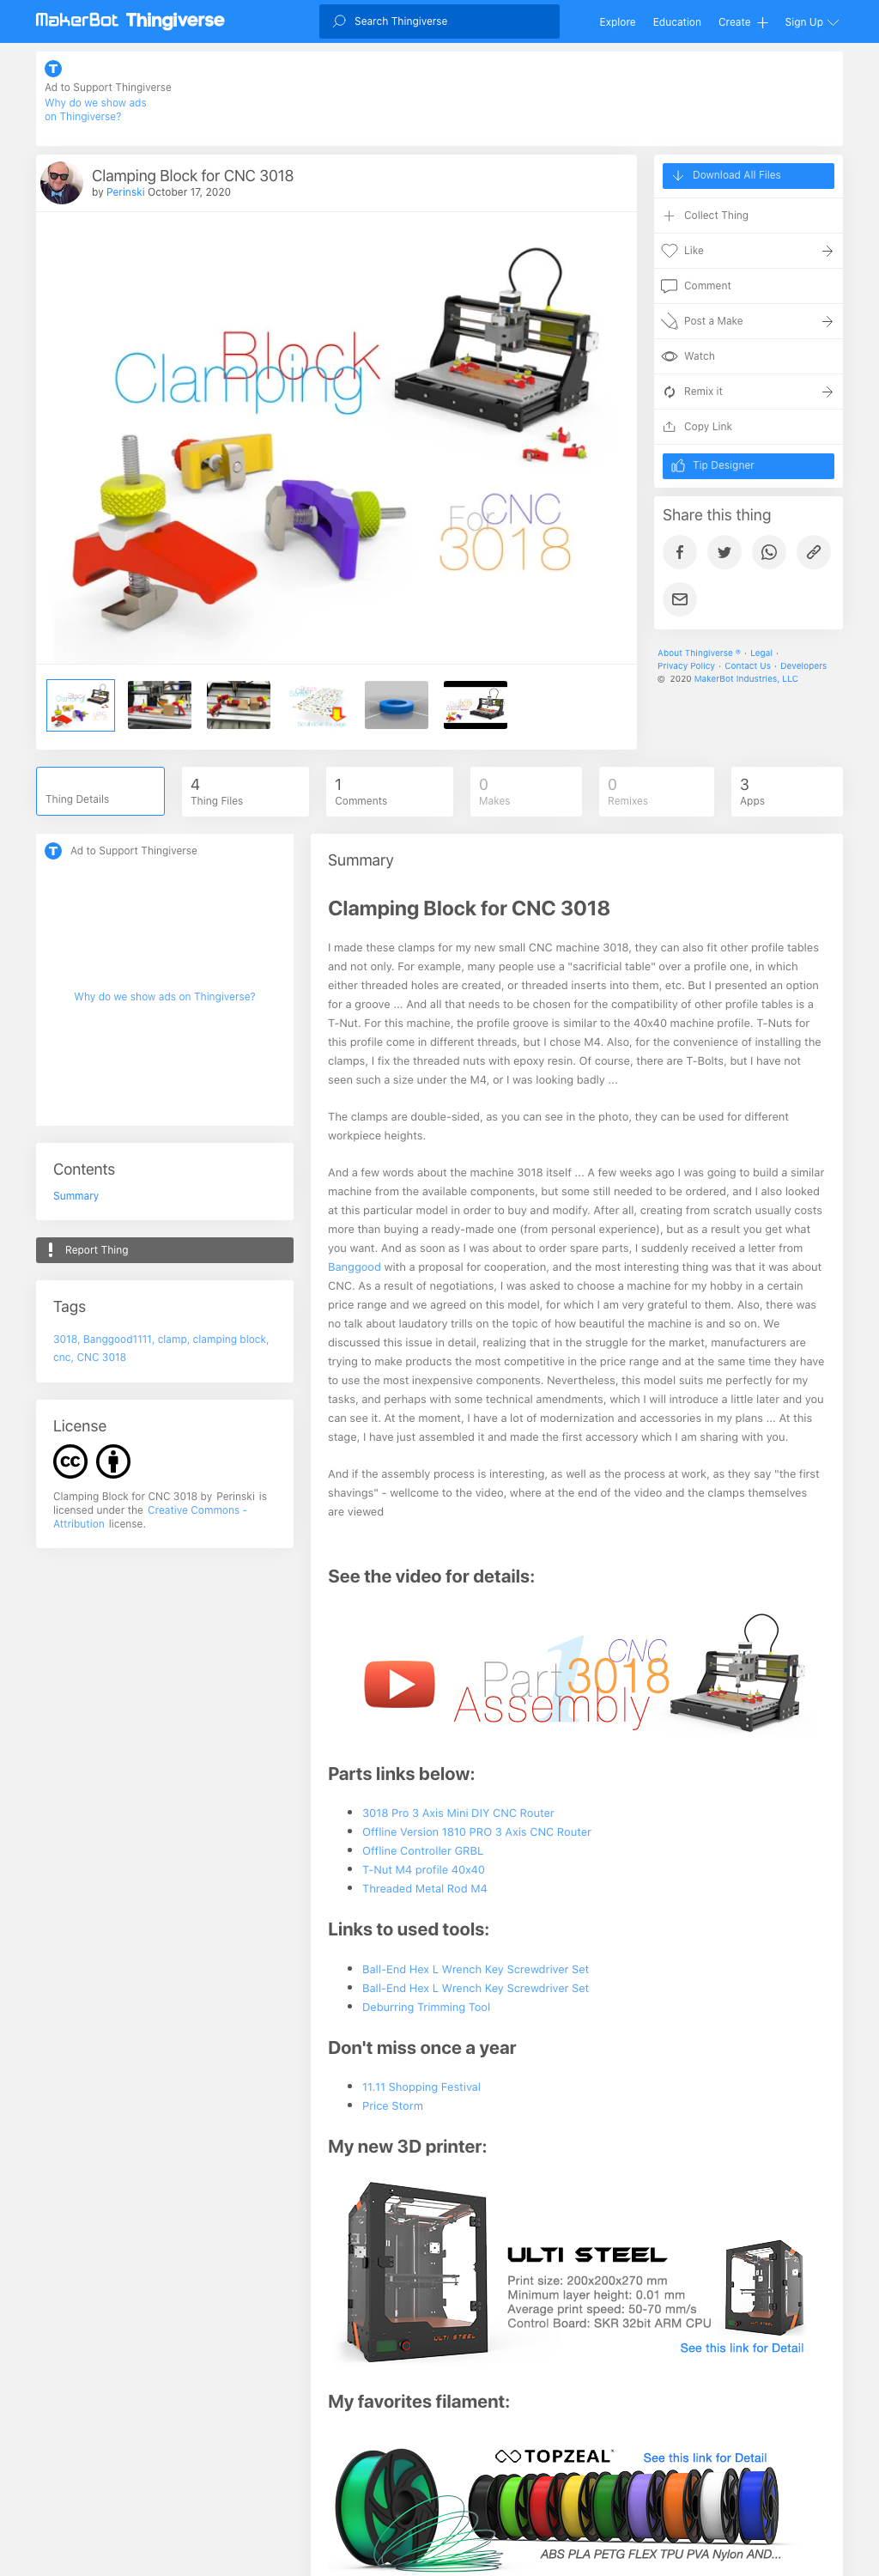 MakerBot Thingiverse
Search Thingiverse
Explore
Education
Create
Sign Up
Ad to Support Thingiverse
Why do we show ads
on Thingiverse?
Clamping Block for CNC 3018
by Perinski October 17, 2020
Block
Clamping
For CNC
3018
Download All Files
Collect Thing
Like
Comment
Post a Make
Watch
Remix it
Copy Link
Tip Designer
Share this thing
About Thingiverse ® · Legal ·
Privacy Policy · Contact Us · Developers
© 2020 MakerBot Industries, LLC
Thing Details
4
Thing Files
1
Comments
0
Makes
0
Remixes
3
Apps
Ad to Support Thingiverse
Why do we show ads on Thingiverse?
Contents
Summary
Report Thing
Tags
3018, Banggood1111, clamp, clamping block,
cnc, CNC 3018
License
cc
Clamping Block for CNC 3018 by Perinski is
licensed under the Creative Commons -
Attribution license.
Summary
Clamping Block for CNC 3018
I made these clamps for my new small CNC machine 3018, they can also fit other profile tables
and not only. For example, many people use a "sacrificial table" over a profile one, in which
either threaded holes are created, or threaded inserts into them, etc. But I presented an option
for a groove ... And all that needs to be chosen for the compatibility of other profile tables is a
T-Nut. For this machine, the profile groove is similar to the 40x40 machine profile. T-Nuts for
this profile come in different threads, but I chose M4. Also, for the convenience of installing the
clamps, I fix the threaded nuts with epoxy resin. Of course, there are T-Bolts, but I have not
seen such a size under the M4, or I was looking badly ...
The clamps are double-sided, as you can see in the photo, they can be used for different
workpiece heights.
And a few words about the machine 3018 itself ... A few weeks ago I was going to build a similar
machine from the available components, but some still needed to be ordered, and I also looked
at this particular model in order to buy and modify. After all, creating from scratch usually costs
more than buying a ready-made one (from personal experience), but as a result you get what
you want. And as soon as I was about to order spare parts, I suddenly received a letter from
Banggood with a proposal for cooperation, and the most interesting thing was that it was about
CNC. As a result of negotiations, I was asked to choose a machine for my hobby in a certain
price range and we agreed on this model, for which I am very grateful to them. Also, there was
no talk about laudatory trills on the topic of how beautiful the machine is and so on. We
discussed this issue in detail, realizing that in the struggle for the market, manufacturers are
trying to make products the most competitive in the price range and at the same time they have
to use the most inexpensive components. Nevertheless, this model suits me perfectly for my
tasks, and perhaps with some technical amendments, which I will introduce a little later and you
can see it. At the moment, I have a lot of modernization and accessories in my plans ... At this
stage, I have just assembled it and made the first accessory which I am sharing with you.
And if the assembly process is interesting, as well as the process at work, as they say "the first
shavings" - wellcome to the video, where at the end of the video and the clamps themselves
are viewed
See the video for details:
Part 1 CNC
3018
Assembly
Parts links below:
3018 Pro 3 Axis Mini DIY CNC Router
Offline Version 1810 PRO 3 Axis CNC Router
Offline Controller GRBL
T-Nut M4 profile 40x40
Threaded Metal Rod M4
Links to used tools:
Ball-End Hex L Wrench Key Screwdriver Set
Ball-End Hex L Wrench Key Screwdriver Set
Deburring Trimming Tool
Don't miss once a year
11.11 Shopping Festival
Price Storm
My new 3D printer:
ULTI STEEL
ULTI STEEL
Print size: 200x200x270 mm
Minimum layer height: 0.01 mm
Average print speed: 50-70 mm/s
Control Board: SKR 32bit ARM CPU
See this link for Detail
My favorites filament:
TOPZEAL
See this link for Detail
ABS PLA PETG FLEX TPU PVA Nylon AND...